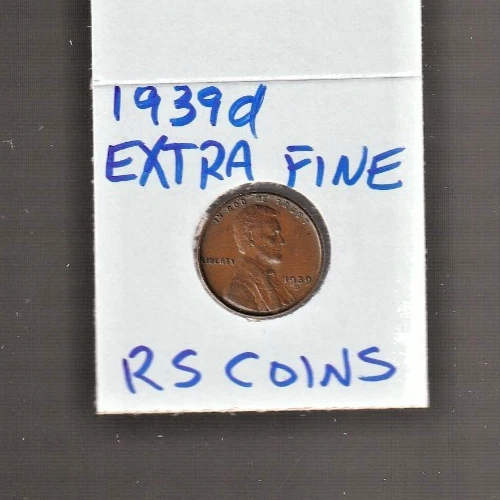 1939d
EXTRA FINE
IN GOD WE TRUST
LIBERTY
1939
D
RS COINS